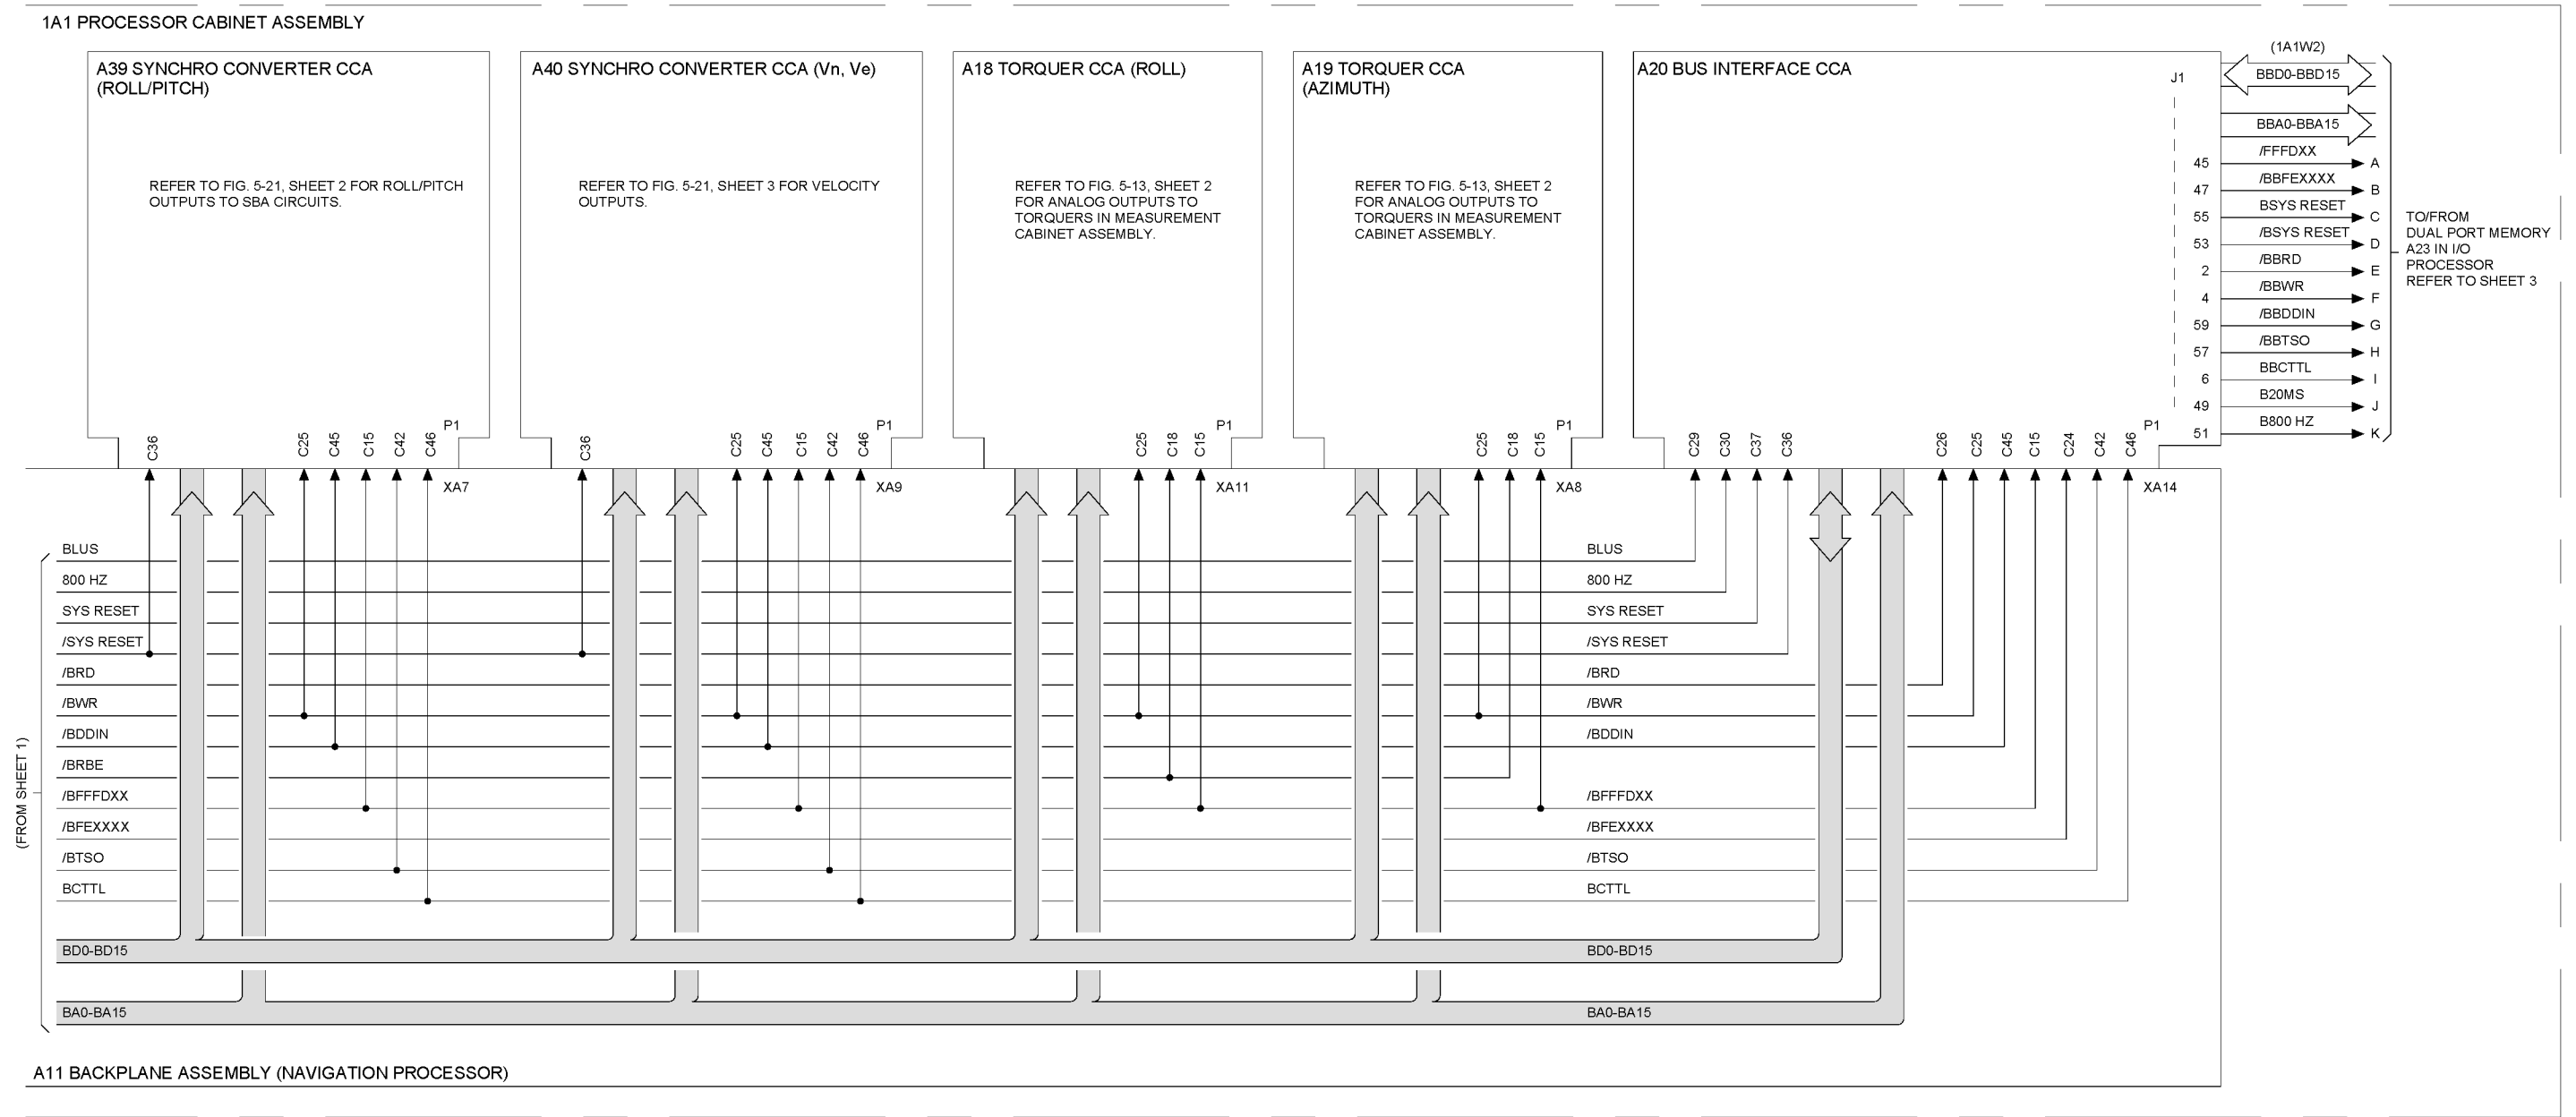 1A1 PROCESSOR CABINET ASSEMBLY
A39 SYNCHRO CONVERTER CCA
(ROLL/PITCH)
REFER TO FIG. 5-21, SHEET 2 FOR ROLL/PITCH
OUTPUTS TO SBA CIRCUITS.
C36
C25
C45
C15
C42
C46
P1
XA7
A40 SYNCHRO CONVERTER CCA (Vn, Ve)
REFER TO FIG. 5-21, SHEET 3 FOR VELOCITY
OUTPUTS.
C36
C25
C45
C15
C42
C46
P1
XA9
A18 TORQUER CCA (ROLL)
REFER TO FIG. 5-13, SHEET 2
FOR ANALOG OUTPUTS TO
TORQUERS IN MEASUREMENT
CABINET ASSEMBLY.
C25
C18
C15
P1
XA11
A19 TORQUER CCA
(AZIMUTH)
REFER TO FIG. 5-13, SHEET 2
FOR ANALOG OUTPUTS TO
TORQUERS IN MEASUREMENT
CABINET ASSEMBLY.
C25
C18
C15
P1
XA8
A20 BUS INTERFACE CCA
J1
C29
C30
C37
C36
C26
C25
C45
C15
C24
C42
C46
P1
XA14
(1A1W2)
BBD0-BBD15
BBA0-BBA15
45 /FFFDXX A
47 /BBFEXXXX B
55 BSYS RESET C
53 /BSYS RESET D
2 /BBRD E
4 /BBWR F
59 /BBDDIN G
57 /BBTSO H
6 BBCTTL I
49 B20MS J
51 B800 HZ K
TO/FROM
DUAL PORT MEMORY
A23 IN I/O
PROCESSOR
REFER TO SHEET 3
(FROM SHEET 1)
BLUS BLUS
800 HZ 800 HZ
SYS RESET SYS RESET
/SYS RESET /SYS RESET
/BRD /BRD
/BWR /BWR
/BDDIN /BDDIN
/BRBE
/BFFFDXX /BFFFDXX
/BFEXXXX /BFEXXXX
/BTSO /BTSO
BCTTL BCTTL
BD0-BD15 BD0-BD15
BA0-BA15 BA0-BA15
A11 BACKPLANE ASSEMBLY (NAVIGATION PROCESSOR)